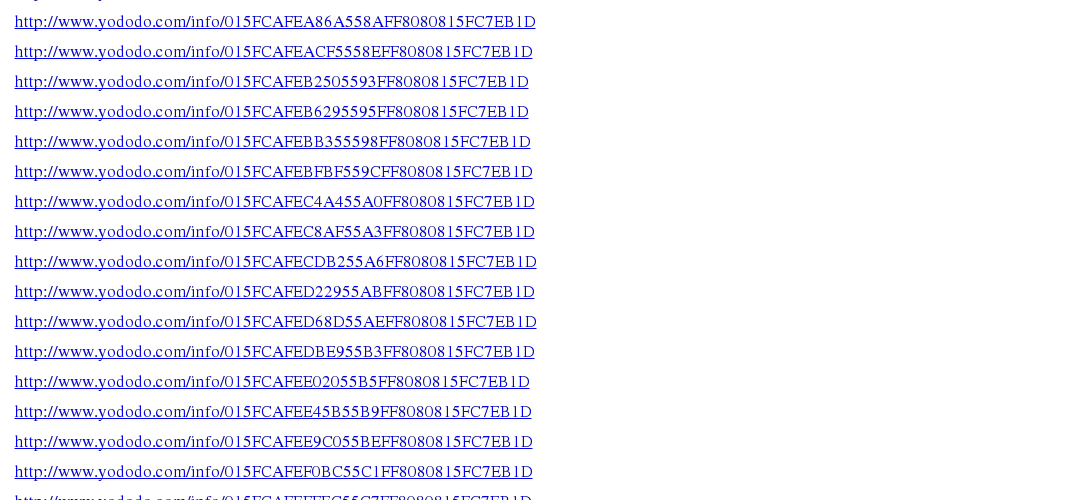 http://www.yododo.com/info/015FCAFEA86A558AFF8080815FC7EB1D
http://www.yododo.com/info/015FCAFEACF5558EFF8080815FC7EB1D
http://www.yododo.com/info/015FCAFEB2505593FF8080815FC7EB1D
http://www.yododo.com/info/015FCAFEB6295595FF8080815FC7EB1D
http://www.yododo.com/info/015FCAFEBB355598FF8080815FC7EB1D
http://www.yododo.com/info/015FCAFEBFBF559CFF8080815FC7EB1D
http://www.yododo.com/info/015FCAFEC4A455A0FF8080815FC7EB1D
http://www.yododo.com/info/015FCAFEC8AF55A3FF8080815FC7EB1D
http://www.yododo.com/info/015FCAFECDB255A6FF8080815FC7EB1D
http://www.yododo.com/info/015FCAFED22955ABFF8080815FC7EB1D
http://www.yododo.com/info/015FCAFED68D55AEFF8080815FC7EB1D
http://www.yododo.com/info/015FCAFEDBE955B3FF8080815FC7EB1D
http://www.yododo.com/info/015FCAFEE02055B5FF8080815FC7EB1D
http://www.yododo.com/info/015FCAFEE45B55B9FF8080815FC7EB1D
http://www.yododo.com/info/015FCAFEE9C055BEFF8080815FC7EB1D
http://www.yododo.com/info/015FCAFEF0BC55C1FF8080815FC7EB1D